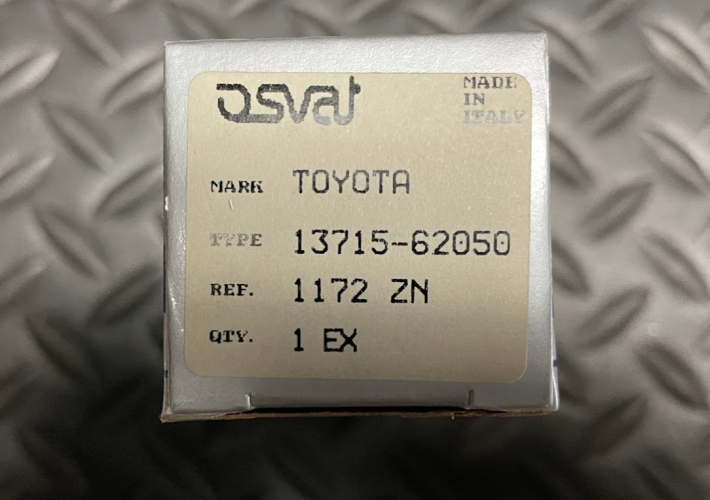 osvat
MADE
IN
ITALY
MARK TOYOTA
TYPE 13715-62050
REF. 1172 ZN
QTY. 1 EX